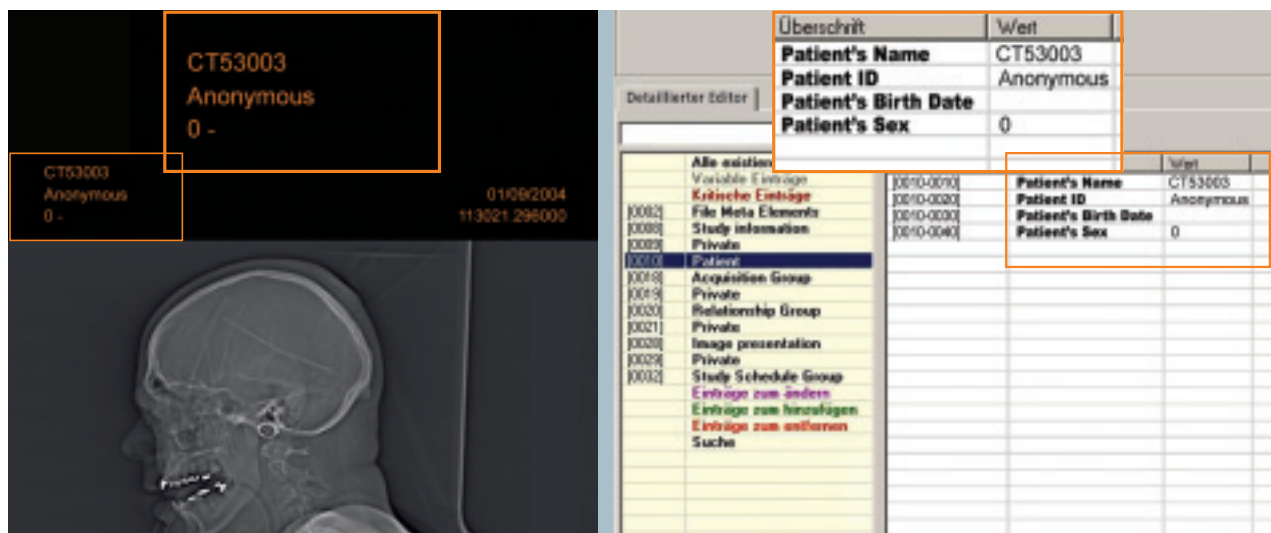 CT53003
Anonymous
0 -
CT53003
Anonymous
0 -
01/09/2004
113021.296000
Überschrift Wert
Patient's Name CT53003
Patient ID Anonymous
Patient's Birth Date
Patient's Sex 0
Detaillierter Editor
Alle existien
Variable Einträge
Kritische Einträge
[0002] File Meta Elements
[0008] Study information
[0009] Private
[0010] Patient
[0018] Acquisition Group
[0019] Private
[0020] Relationship Group
[0021] Private
[0028] Image presentation
[0029] Private
[0032] Study Schedule Group
Einträge zum ändern
Einträge zum hinzufügen
Einträge zum entfernen
Suche
Wert
[0010-0010] Patient's Name CT53003
[0010-0020] Patient ID Anonymous
[0010-0030] Patient's Birth Date
[0010-0040] Patient's Sex 0